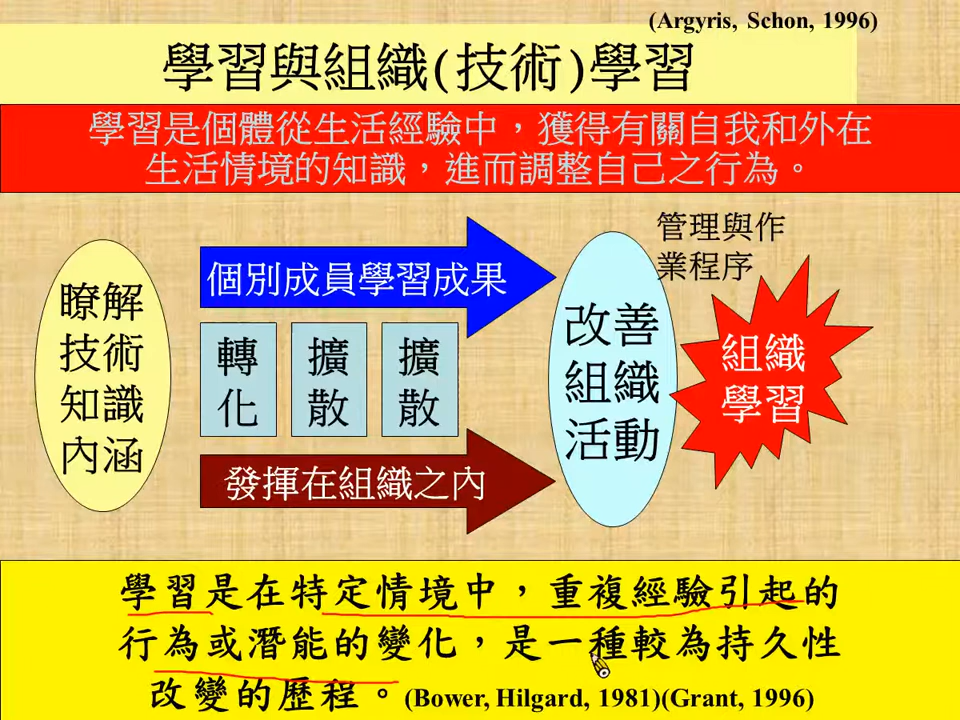 (Argyris, Schon, 1996)
學習與組織(技術)學習
學習是個體從生活經驗中，獲得有關自我和外在
生活情境的知識，進而調整自己之行為。
瞭解
技術
知識
內涵
個別成員學習成果
轉
化
擴
散
擴
散
發揮在組織之內
改善
組織
活動
管理與作
業程序
組織
學習
學習是在特定情境中，重複經驗引起的
行為或潛能的變化，是一種較為持久性
改變的歷程。(Bower, Hilgard, 1981)(Grant, 1996)